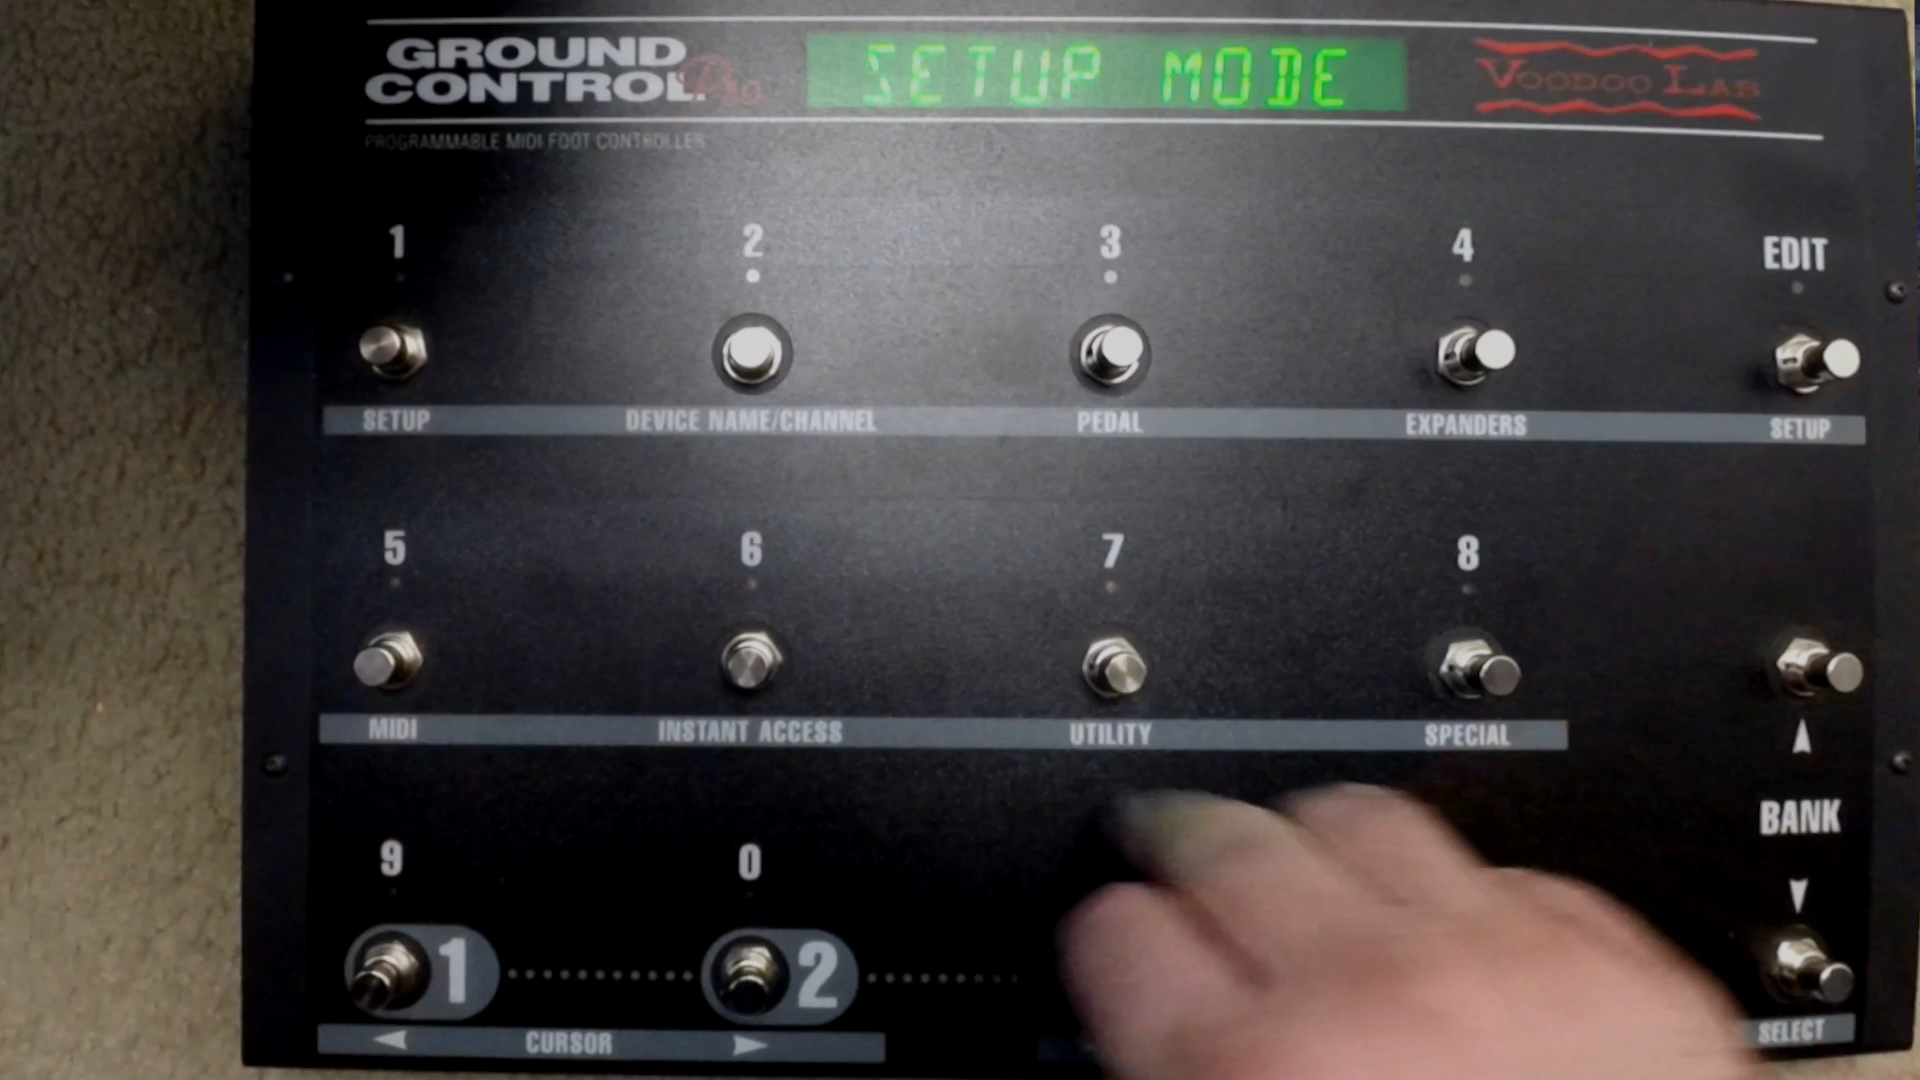 GROUND
CONTROL Pro
SETUP MODE
VOODOO LAB
PROGRAMMABLE MIDI FOOT CONTROLLER
1 2 3 4 EDIT
SETUP DEVICE NAME/CHANNEL PEDAL EXPANDERS SETUP
5 6 7 8
MIDI INSTANT ACCESS UTILITY SPECIAL
BANK
9 0
1 2
CURSOR SELECT